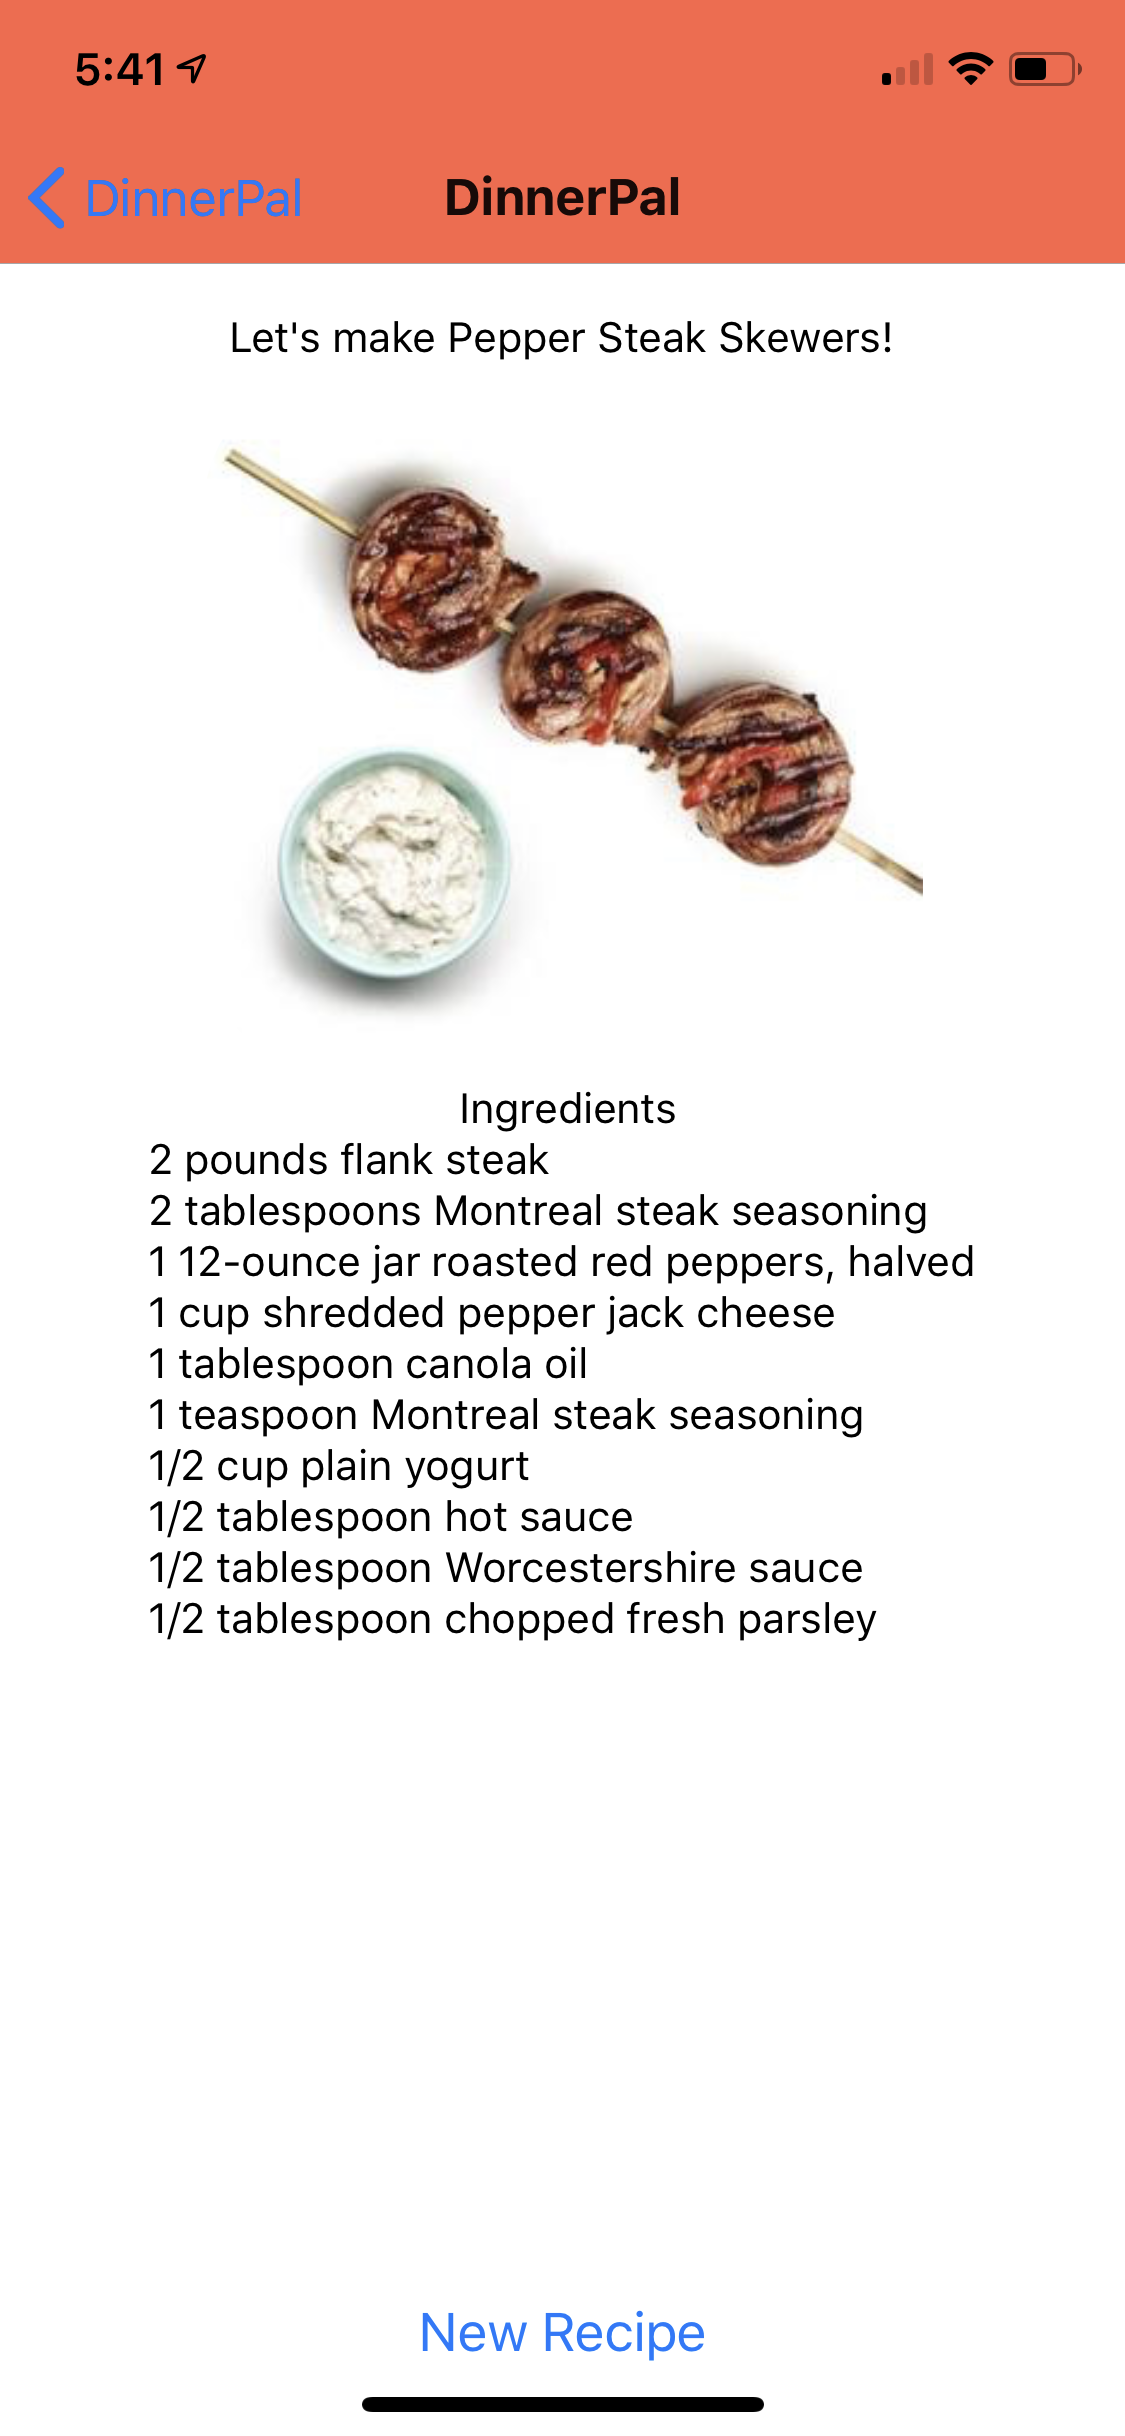 5:41
DinnerPal
DinnerPal
Let's make Pepper Steak Skewers!
Ingredients
2 pounds flank steak
2 tablespoons Montreal steak seasoning
1 12-ounce jar roasted red peppers, halved
1 cup shredded pepper jack cheese
1 tablespoon canola oil
1 teaspoon Montreal steak seasoning
1/2 cup plain yogurt
1/2 tablespoon hot sauce
1/2 tablespoon Worcestershire sauce
1/2 tablespoon chopped fresh parsley
New Recipe